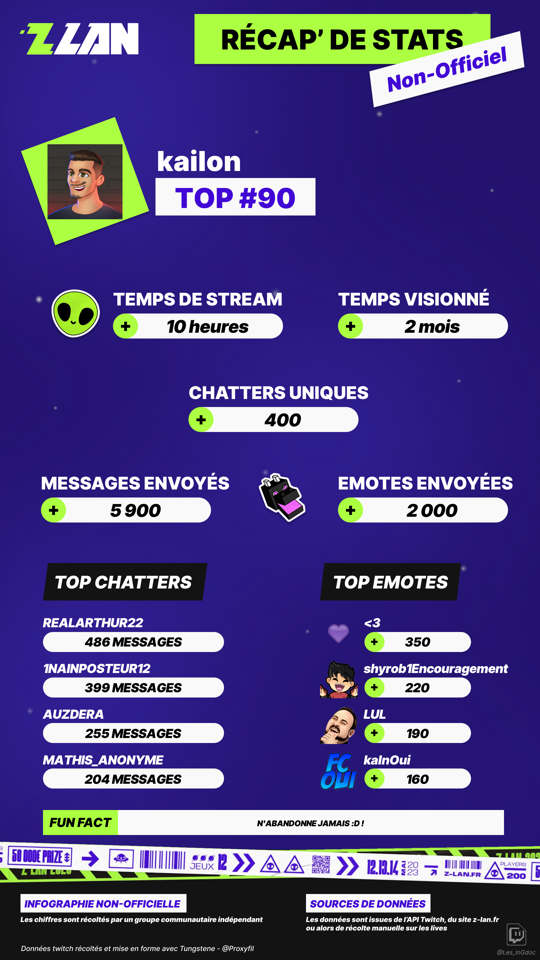 ZLAN
RÉCAP' DE STATS
Non-Officiel
kailon
TOP #90
TEMPS DE STREAM
+ 10 heures
TEMPS VISIONNÉ
+ 2 mois
CHATTERS UNIQUES
+ 400
MESSAGES ENVOYÉS
+ 5 900
EMOTES ENVOYÉES
+ 2 000
TOP CHATTERS
REALARTHUR22
486 MESSAGES
1NAINPOSTEUR12
399 MESSAGES
AUZDERA
255 MESSAGES
MATHIS_ANONYME
204 MESSAGES
TOP EMOTES
<3
+ 350
shyrob1Encouragement
+ 220
LUL
+ 190
FC OUI
kalnOui
+ 160
FUN FACT
N'ABANDONNE JAMAIS :D !
50 000€ PRIZE
JEUX 12
12.13.14 MAI 2023
Z-LAN.FR
PLAYERS 200
INFOGRAPHIE NON-OFFICIELLE
Les chiffres sont récoltés par un groupe communautaire indépendant
SOURCES DE DONNÉES
Les données sont issues de l'API Twitch, du site z-lan.fr
ou alors de récolte manuelle sur les lives
Données twitch récoltés et mise en forme avec Tungstene - @Proxyfil
@Les_InGdoc